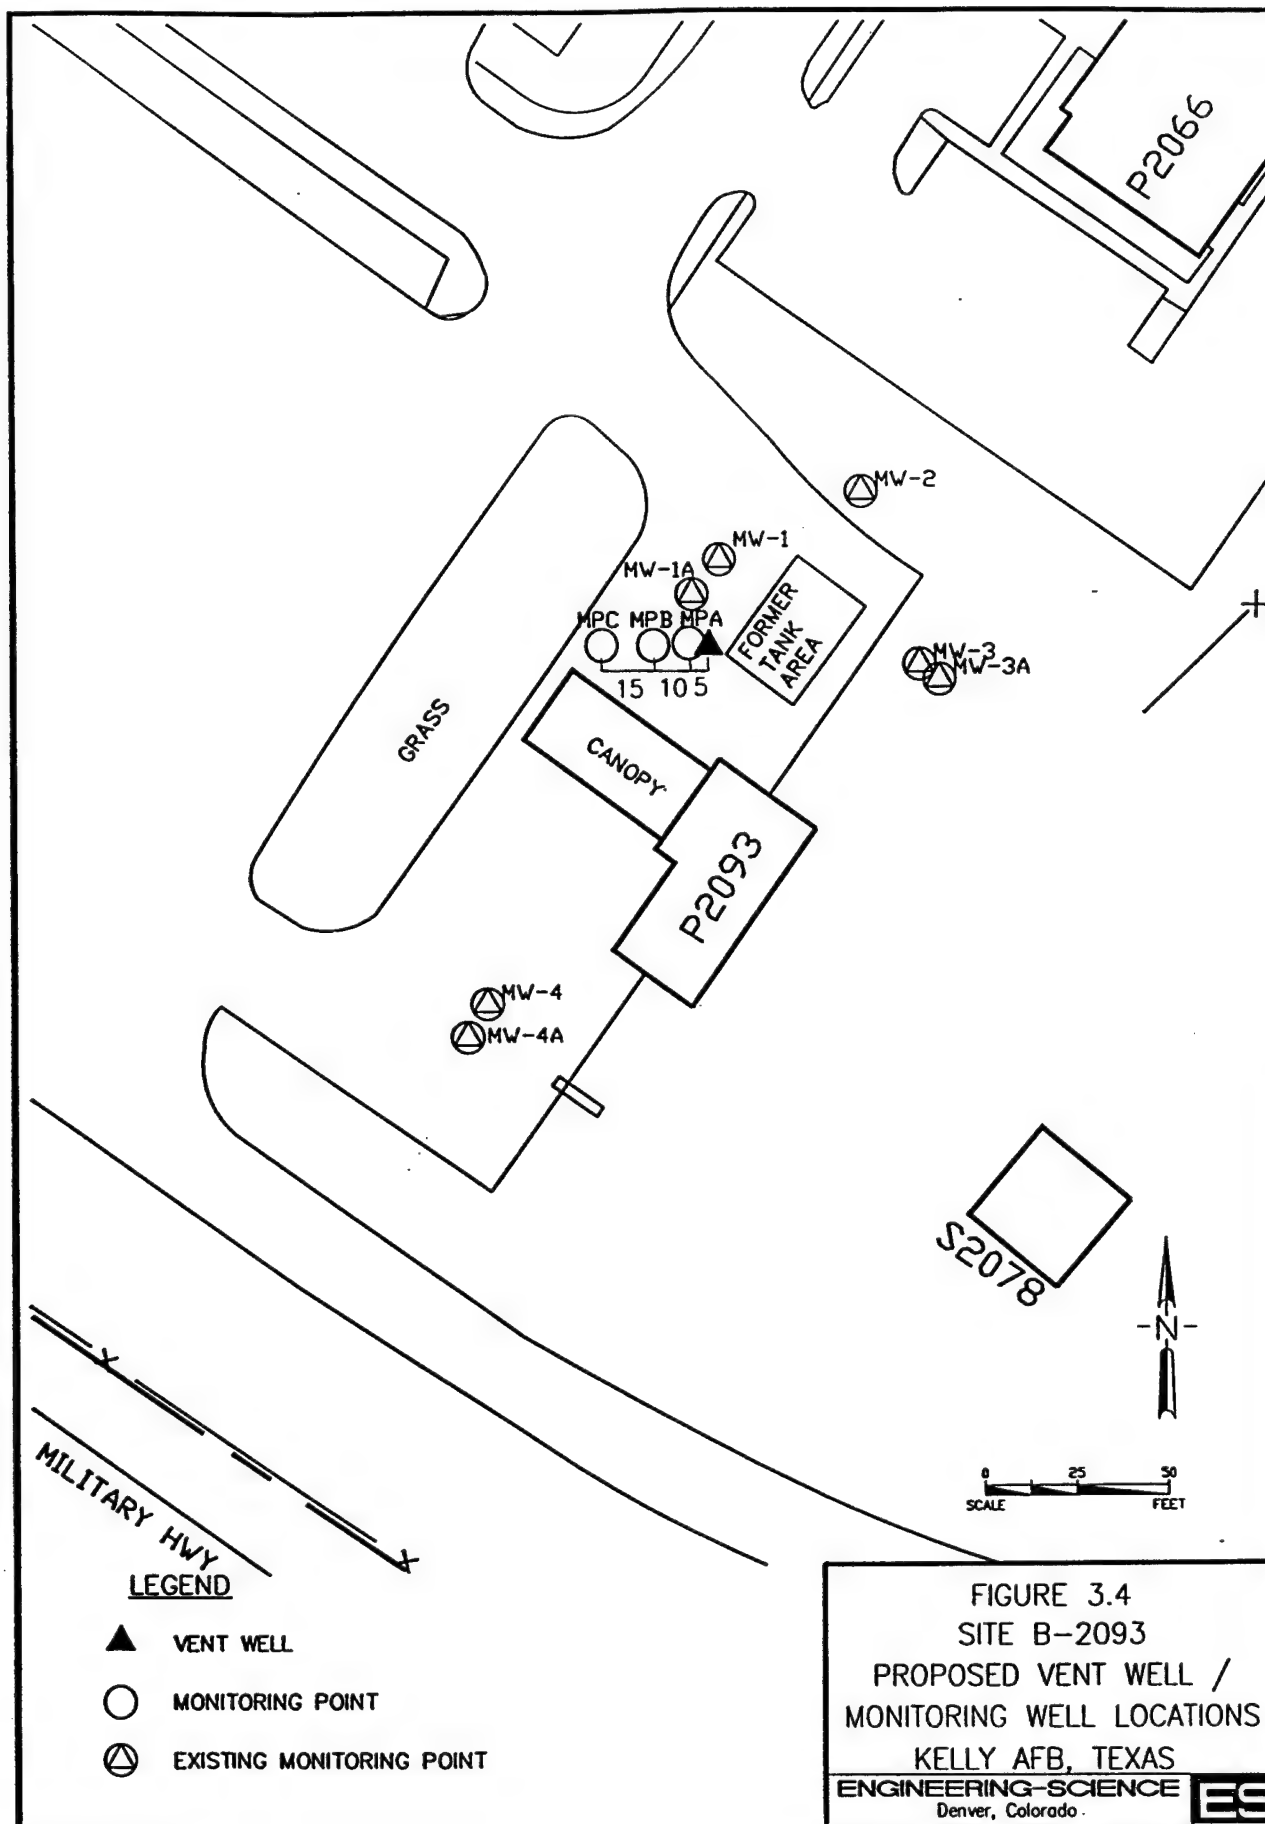 P2066
MW-2
MW-1
MW-1A
MPC MPB MPA
FORMER
TANK
AREA
MW-3
MW-3A
15 10 5
GRASS
CANOPY
P2093
MW-4
MW-4A
S2078
-N-
0 25 50
SCALE FEET
MILITARY HWY
LEGEND
VENT WELL
MONITORING POINT
EXISTING MONITORING POINT
FIGURE 3.4
SITE B-2093
PROPOSED VENT WELL /
MONITORING WELL LOCATIONS
KELLY AFB, TEXAS
ENGINEERING-SCIENCE
Denver, Colorado
ES